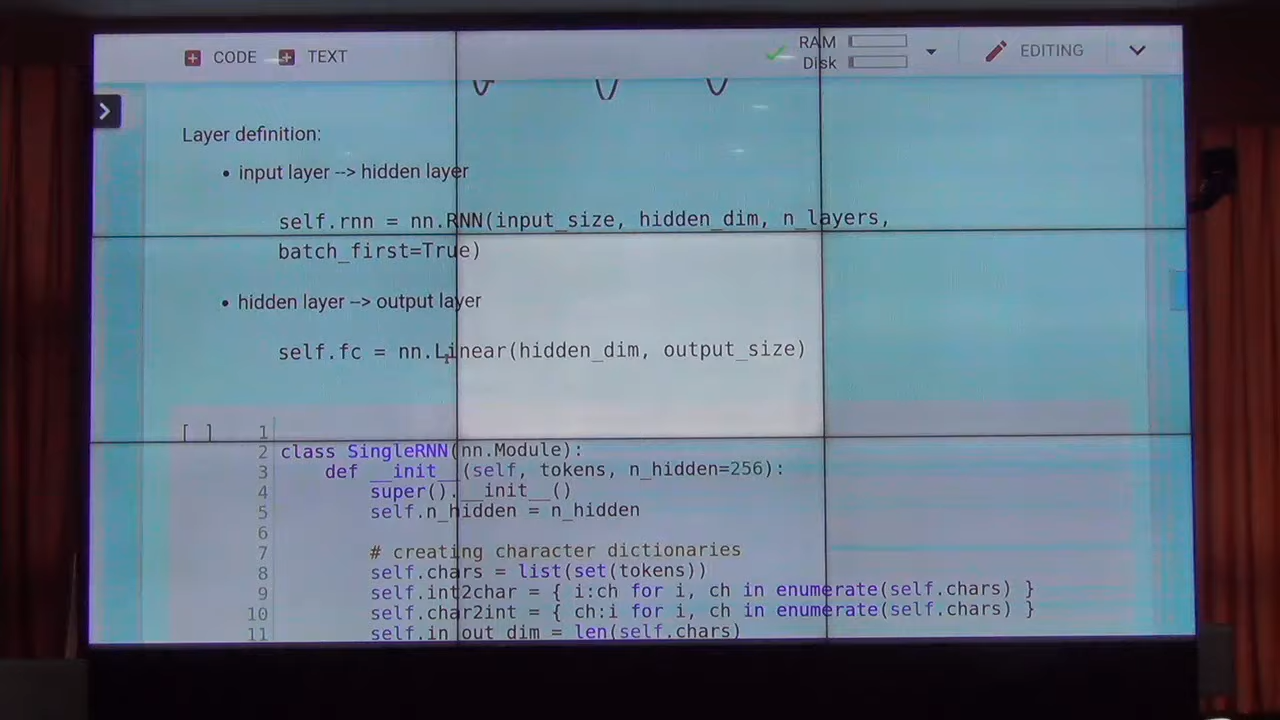 CODE TEXT RAM Disk EDITING
Layer definition:
• input layer --> hidden layer
self.rnn = nn.RNN(input_size, hidden_dim, n_layers,
batch_first=True)
• hidden layer --> output layer
self.fc = nn.Linear(hidden_dim, output_size)
[ ] 1
2 class SingleRNN(nn.Module):
3 def __init__(self, tokens, n_hidden=256):
4 super().__init__()
5 self.n_hidden = n_hidden
6
7 # creating character dictionaries
8 self.chars = list(set(tokens))
9 self.int2char = { i:ch for i, ch in enumerate(self.chars) }
10 self.char2int = { ch:i for i, ch in enumerate(self.chars) }
11 self.in_out_dim = len(self.chars)